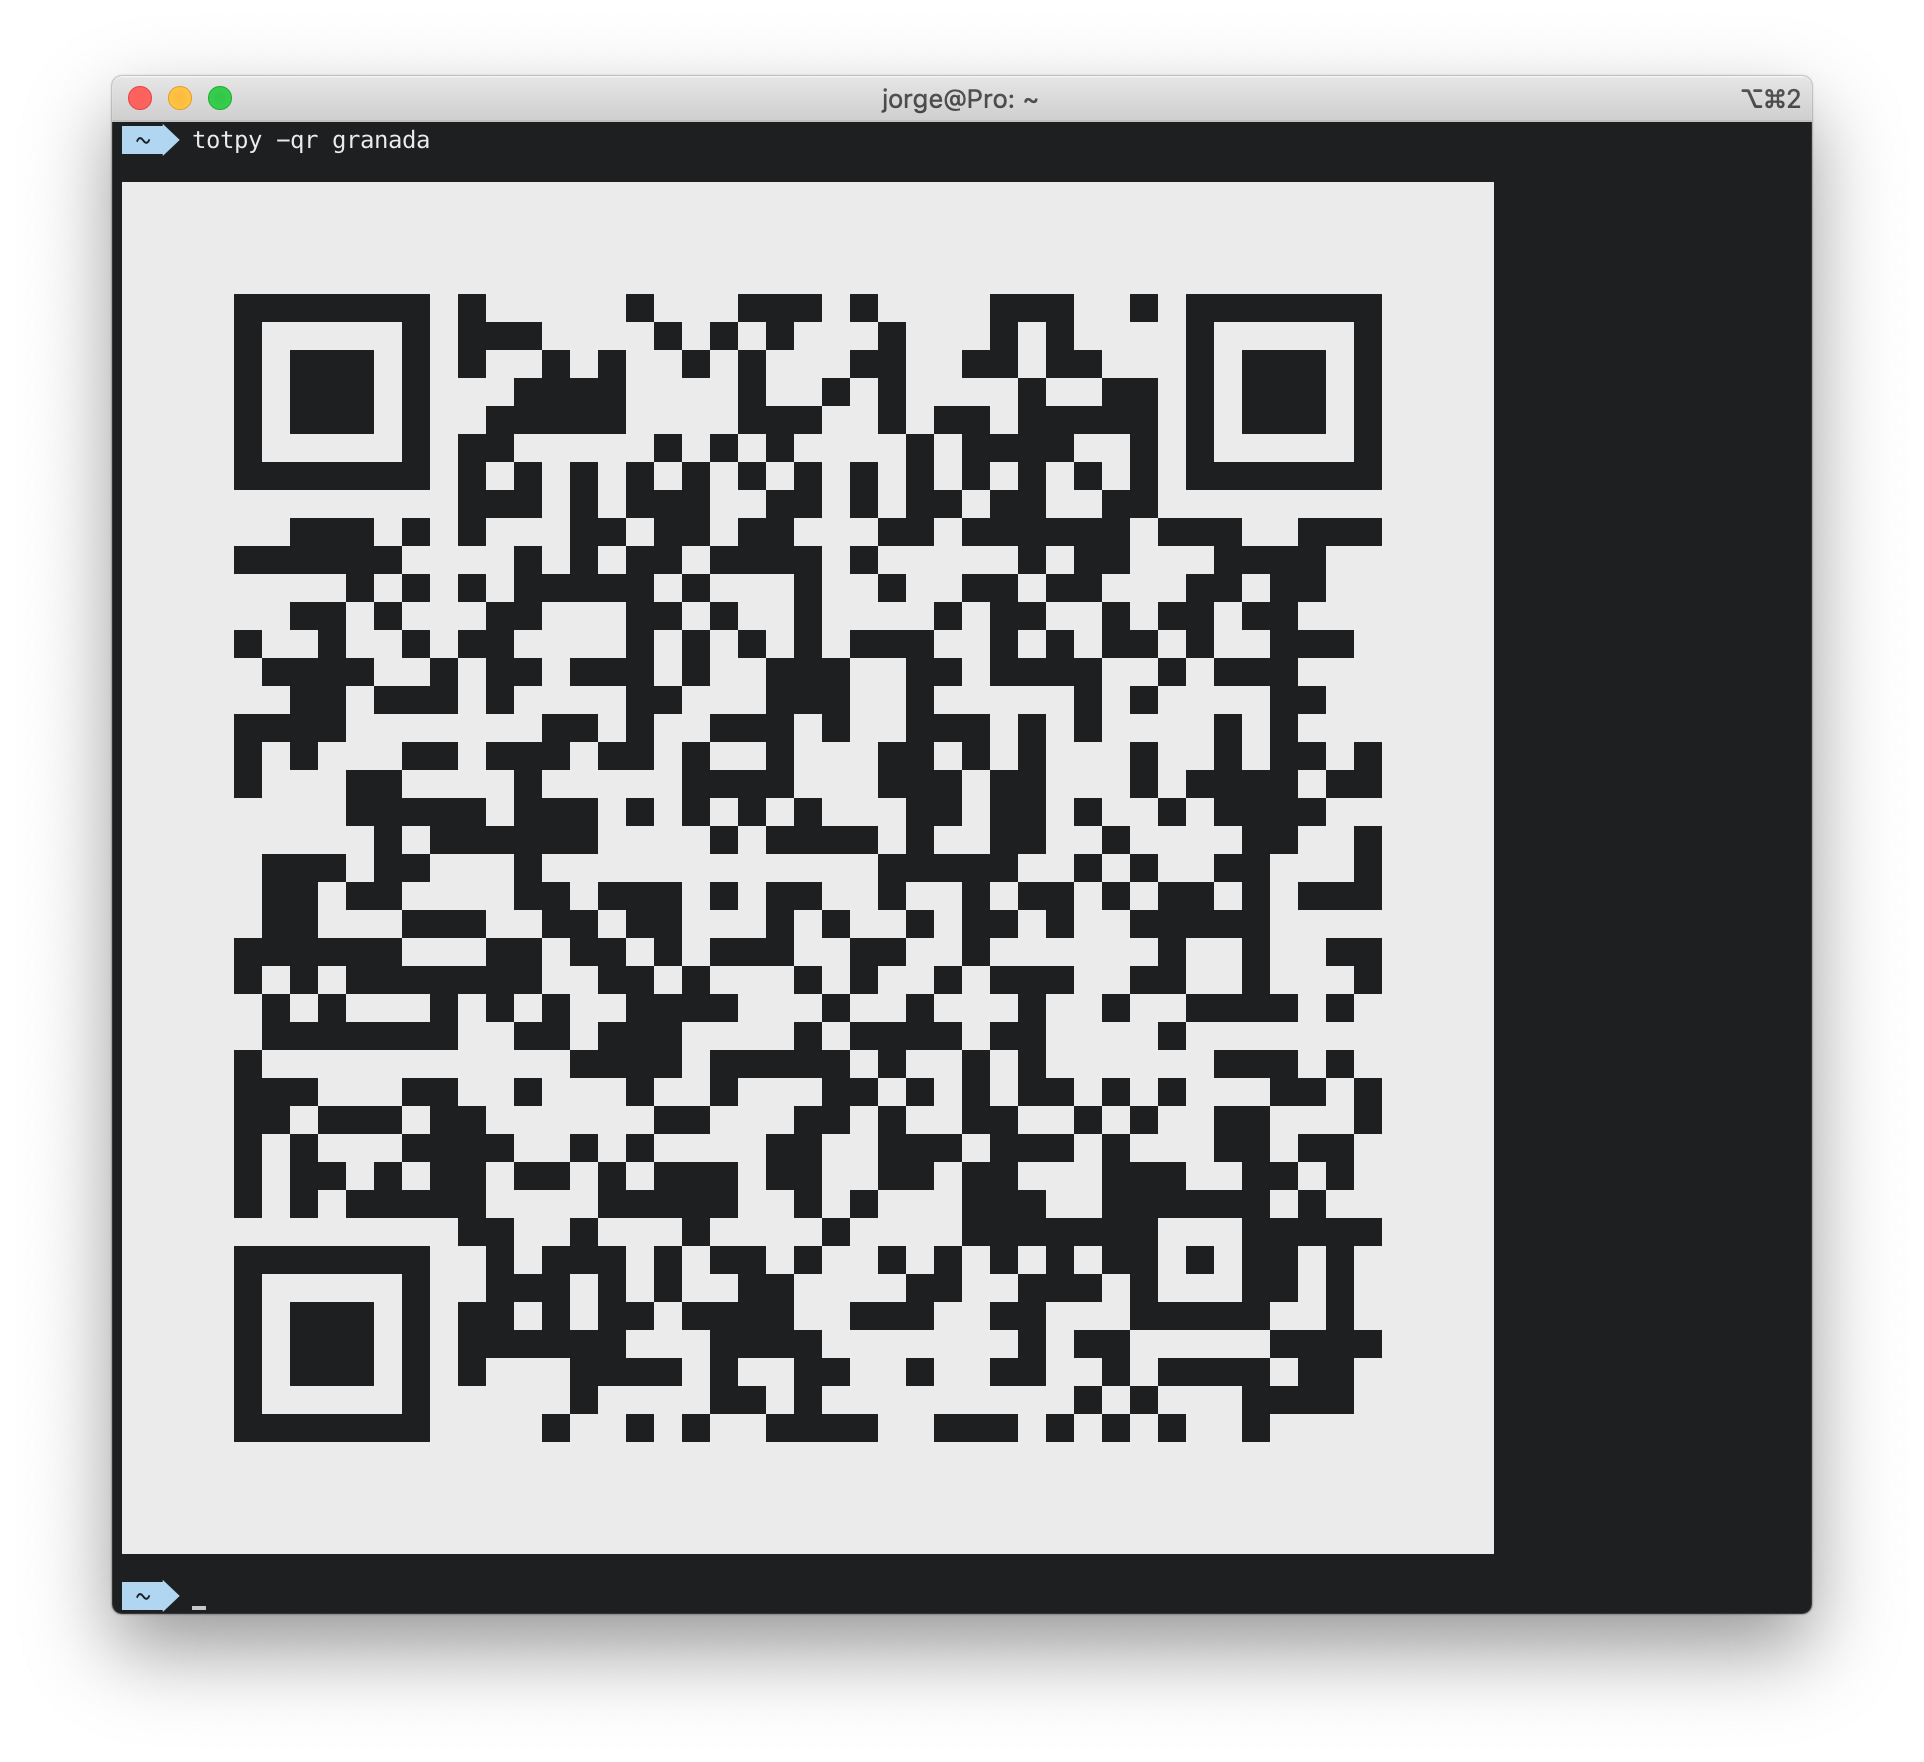 jorge@Pro: ~
⌥⌘2
~ totpy -qr granada
~ _